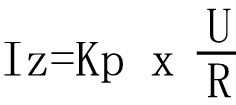 Iz=Kp x U/R